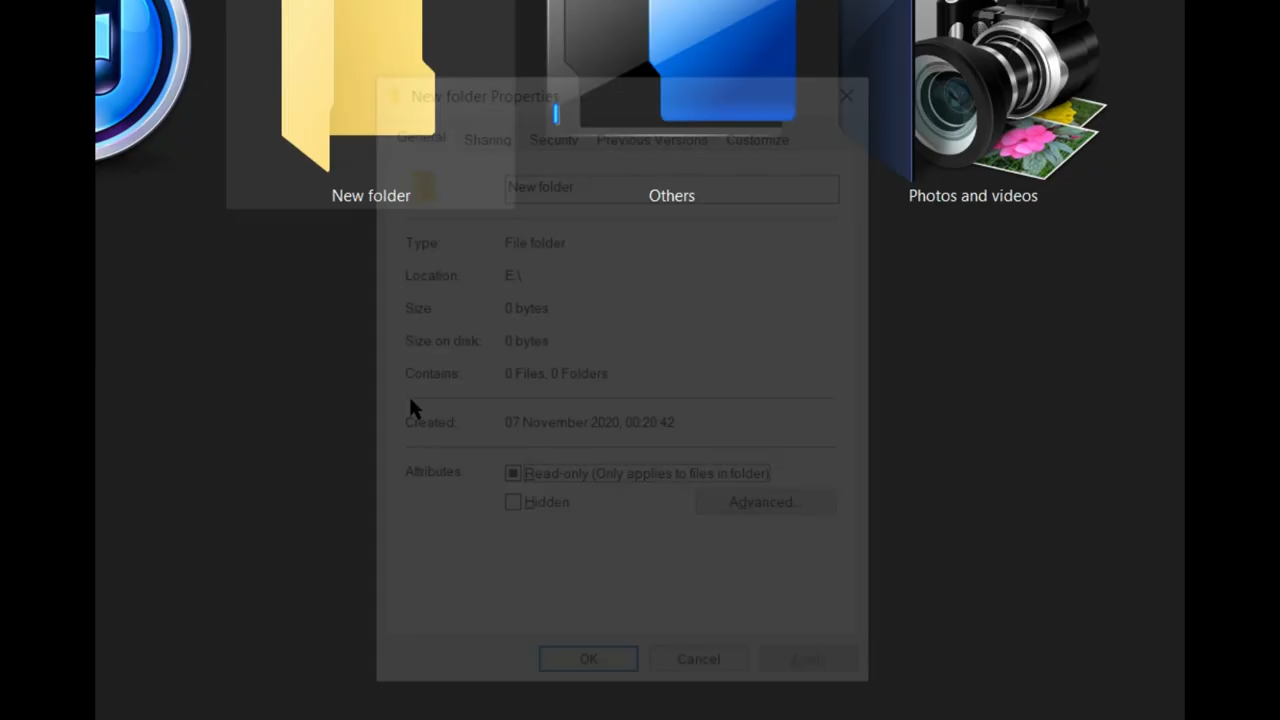 New folder Properties
General Sharing Security Previous Versions Customize
New folder
New folder Others Photos and videos
Type: File folder
Location: E:\
Size 0 bytes
Size on disk: 0 bytes
Contains: 0 Files, 0 Folders
Created: 07 November 2020, 00:20:42
Attributes Read-only (Only applies to files in folder)
Hidden Advanced...
OK Cancel Apply